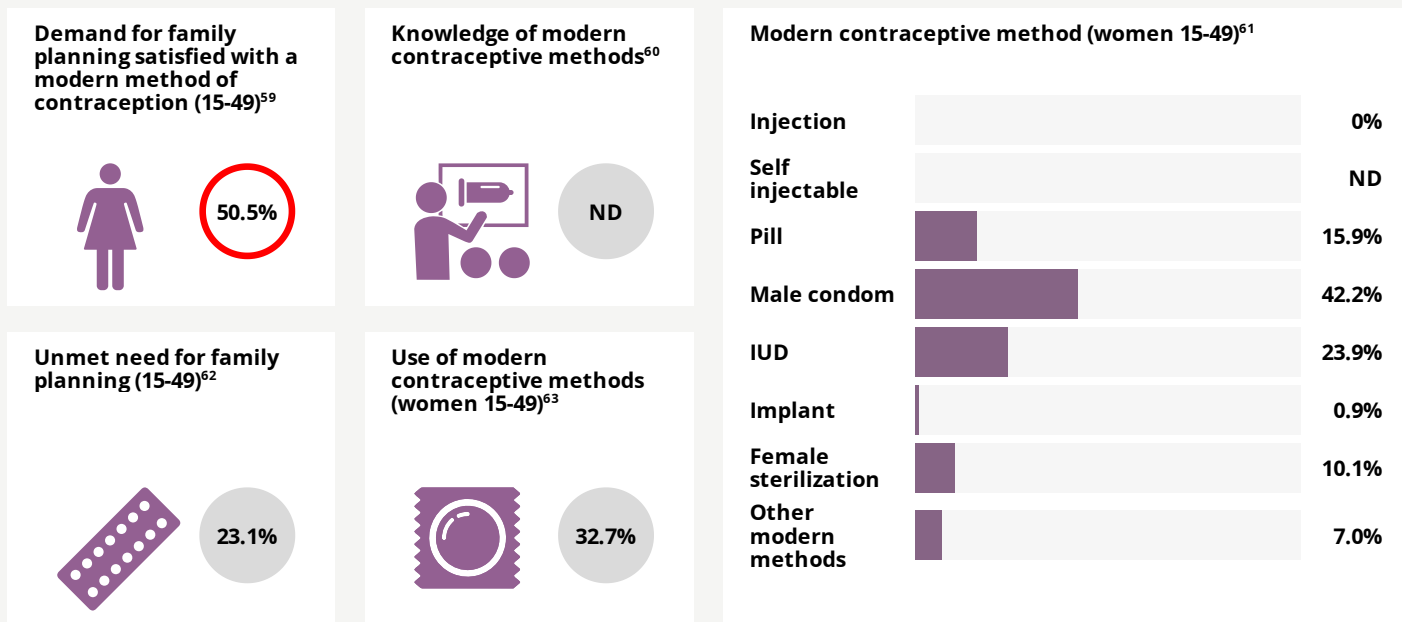 Demand for family
planning satisfied with a
modern method of
contraception (15-49)⁵⁹
50.5%
Knowledge of modern
contraceptive methods⁶⁰
ND
Unmet need for family
planning (15-49)⁶²
23.1%
Use of modern
contraceptive methods
(women 15-49)⁶³
32.7%
Modern contraceptive method (women 15-49)⁶¹
Injection 0%
Self
injectable ND
Pill 15.9%
Male condom 42.2%
IUD 23.9%
Implant 0.9%
Female
sterilization 10.1%
Other
modern
methods 7.0%